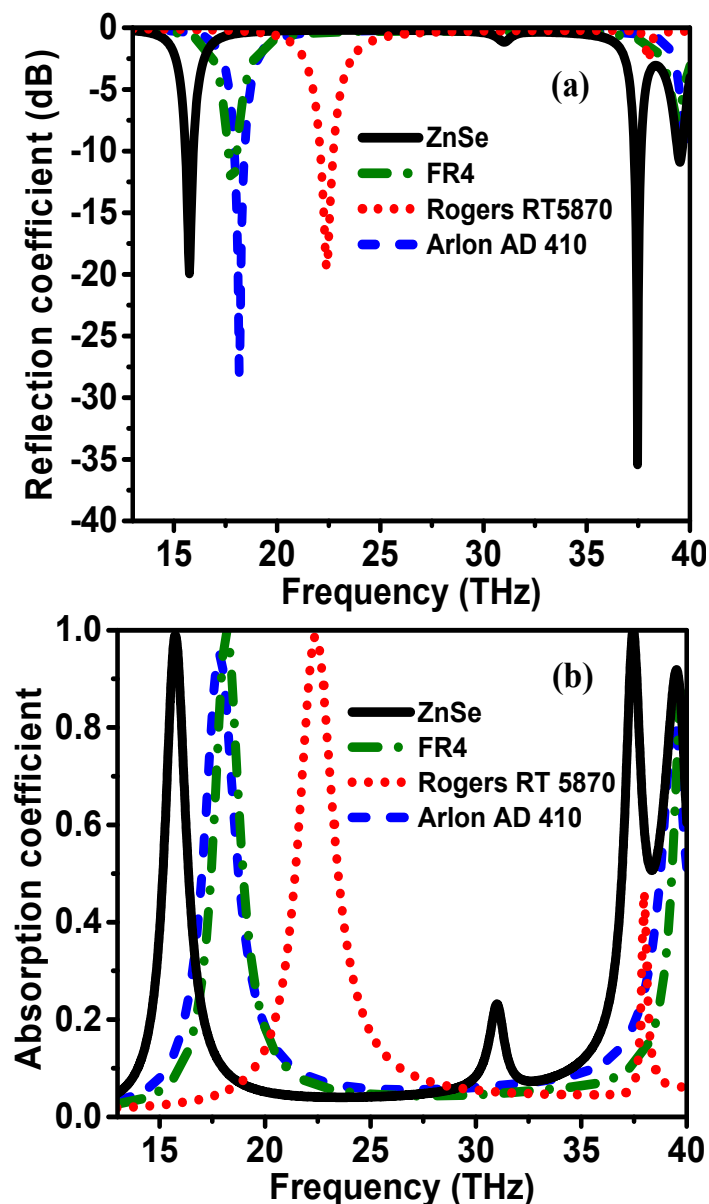 0
-5
-10
-15
-20
-25
-30
-35
-40
Reflection coefficient (dB)
(a)
ZnSe
FR4
Rogers RT5870
Arlon AD 410
15 20 25 30 35 40
Frequency (THz)
1.0
0.8
0.6
0.4
0.2
0.0
Absorption coefficient
(b)
ZnSe
FR4
Rogers RT 5870
Arlon AD 410
15 20 25 30 35 40
Frequency (THz)